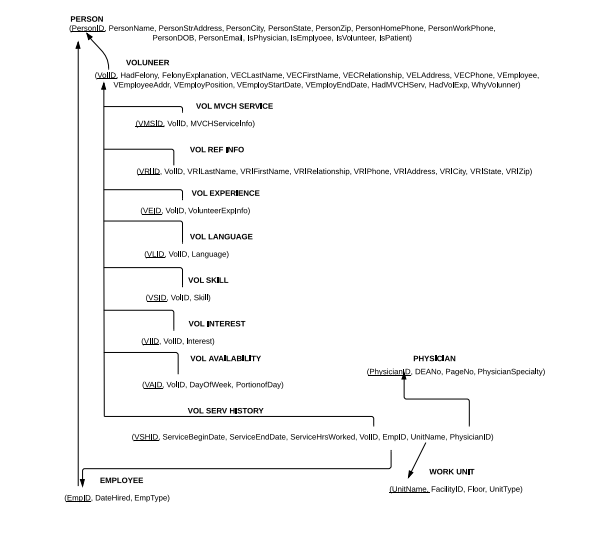 PERSON
(PersonID, PersonName, PersonStrAddress, PersonCity, PersonState, PersonZip, PersonHomePhone, PersonWorkPhone,
PersonDOB, PersonEmail, IsPhysician, IsEmployee, IsVolunteer, IsPatient)
VOLUNEER
(VolID, HadFelony, FelonyExplanation, VECLastName, VECFirstName, VECRelationship, VELAddress, VECPhone, VEmployee,
VEmployeeAddr, VEmployPosition, VEmployStartDate, VEmployEndDate, HadMVCHServ, HadVolExp, WhyVolunner)
VOL MVCH SERVICE
(VMSID, VolID, MVCHServiceInfo)
VOL REF INFO
(VRIID, VolID, VRILastName, VRIFirstName, VRIRelationship, VRIPhone, VRIAddress, VRICity, VRIState, VRIZip)
VOL EXPERIENCE
(VEID, VolID, VolunteerExpInfo)
VOL LANGUAGE
(VLID, VolID, Language)
VOL SKILL
(VSID, VolID, Skill)
VOL INTEREST
(VIID, VolID, Interest)
VOL AVAILABILITY
(VAID, VolID, DayOfWeek, PortionofDay)
PHYSICIAN
(PhysicianID, DEANo, PageNo, PhysicianSpecialty)
VOL SERV HISTORY
(VSHID, ServiceBeginDate, ServiceEndDate, ServiceHrsWorked, VolID, EmpID, UnitName, PhysicianID)
WORK UNIT
(UnitName, FacilityID, Floor, UnitType)
EMPLOYEE
(EmpID, DateHired, EmpType)